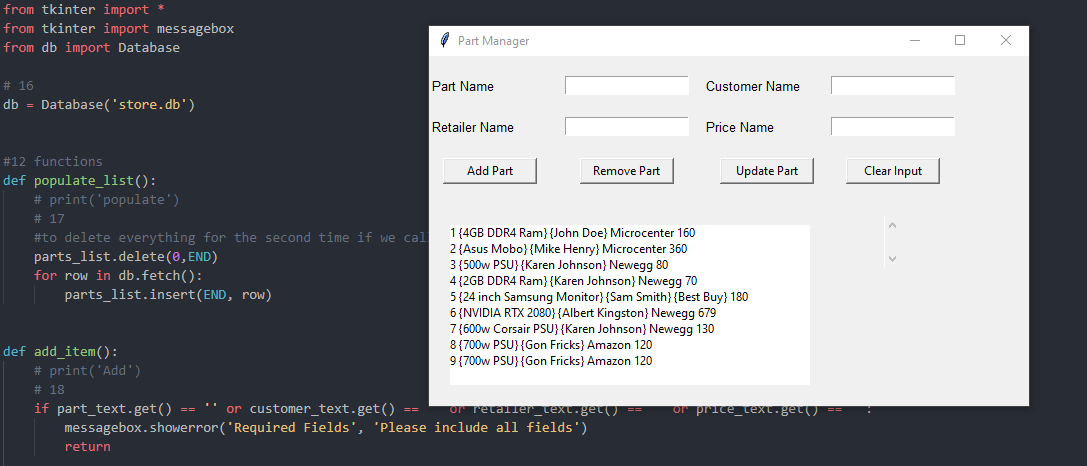 from tkinter import *
from tkinter import messagebox
from db import Database
# 16
db = Database('store.db')
#12 functions
def populate_list():
# print('populate')
# 17
#to delete everything for the second time if we cal
parts_list.delete(0,END)
for row in db.fetch():
parts_list.insert(END, row)
def add_item():
# print('Add')
# 18
if part_text.get() == '' or customer_text.get() == or retailer_text.get() == or price_text.get() == :
messagebox.showerror('Required Fields', 'Please include all fields')
return
Part Manager
Part Name
Customer Name
Retailer Name
Price Name
Add Part
Remove Part
Update Part
Clear Input
1 {4GB DDR4 Ram} {John Doe} Microcenter 160
2 {Asus Mobo} {Mike Henry} Microcenter 360
3 {500w PSU} {Karen Johnson} Newegg 80
4 {2GB DDR4 Ram} {Karen Johnson} Newegg 70
5 {24 inch Samsung Monitor} {Sam Smith} {Best Buy} 180
6 {NVIDIA RTX 2080} {Albert Kingston} Newegg 679
7 {600w Corsair PSU} {Karen Johnson} Newegg 130
8 {700w PSU} {Gon Fricks} Amazon 120
9 {700w PSU} {Gon Fricks} Amazon 120